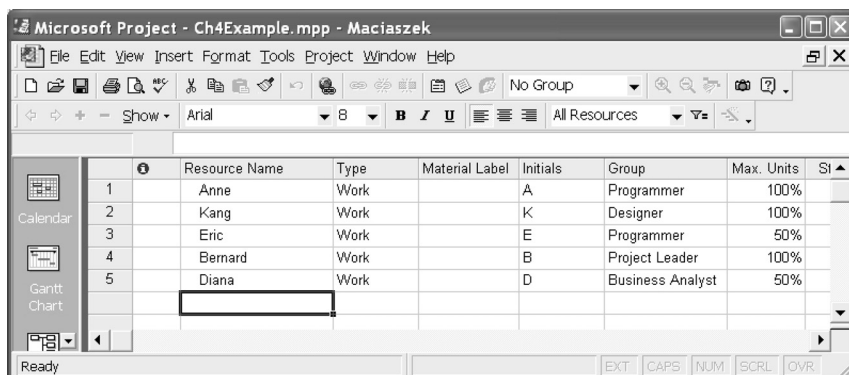 Microsoft Project - Ch4Example.mpp - Maciaszek
File Edit View Insert Format Tools Project Window Help
No Group
Show Arial 8 B I U All Resources
Resource Name Type Material Label Initials Group Max. Units St
1 Anne Work A Programmer 100%
2 Kang Work K Designer 100%
3 Eric Work E Programmer 50%
4 Bernard Work B Project Leader 100%
5 Diana Work D Business Analyst 50%
Calendar
Gantt
Chart
Ready EXT CAPS NUM SCRL OVR